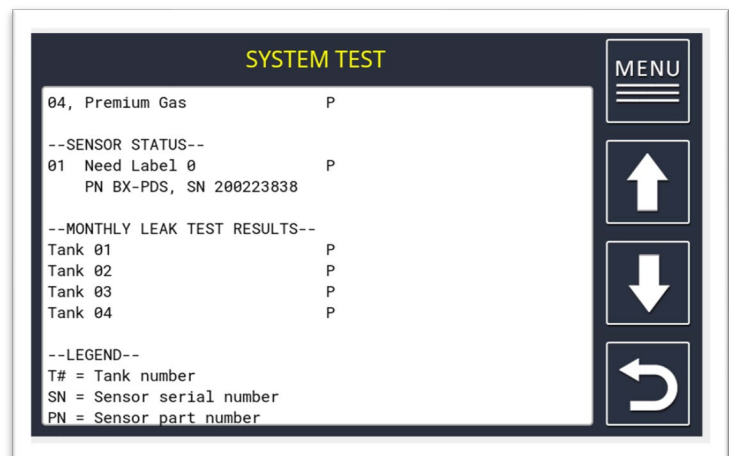 SYSTEM TEST
MENU
04, Premium Gas P
--SENSOR STATUS--
01 Need Label 0 P
PN BX-PDS, SN 200223838
--MONTHLY LEAK TEST RESULTS--
Tank 01 P
Tank 02 P
Tank 03 P
Tank 04 P
--LEGEND--
T# = Tank number
SN = Sensor serial number
PN = Sensor part number